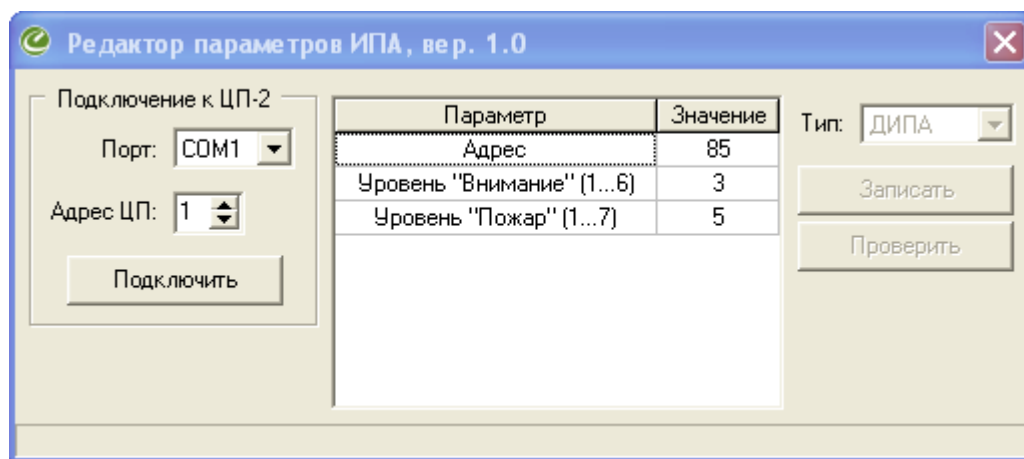 Редактор параметров ИПА, вер. 1.0
Подключение к ЦП-2
Порт: COM1
Адрес ЦП: 1
Подключить
Параметр Значение
Адрес 85
Уровень "Внимание" (1...6) 3
Уровень "Пожар" (1...7) 5
Тип: ДИПА
Записать
Проверить